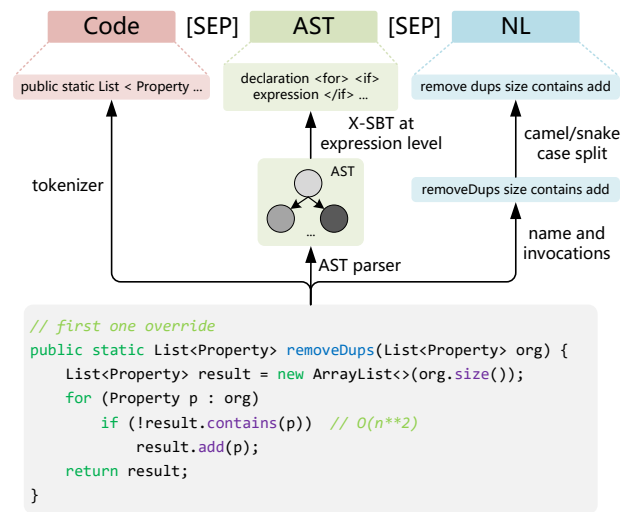 Code [SEP] AST [SEP] NL
public static List < Property ...
declaration <for> <if>
expression </if> ...
remove dups size contains add
X-SBT at
expression level
camel/snake
case split
tokenizer
AST
...
removeDups size contains add
name and
invocations
AST parser
// first one override
public static List<Property> removeDups(List<Property> org) {
    List<Property> result = new ArrayList<>(org.size());
    for (Property p : org)
        if (!result.contains(p))  // O(n**2)
            result.add(p);
    return result;
}